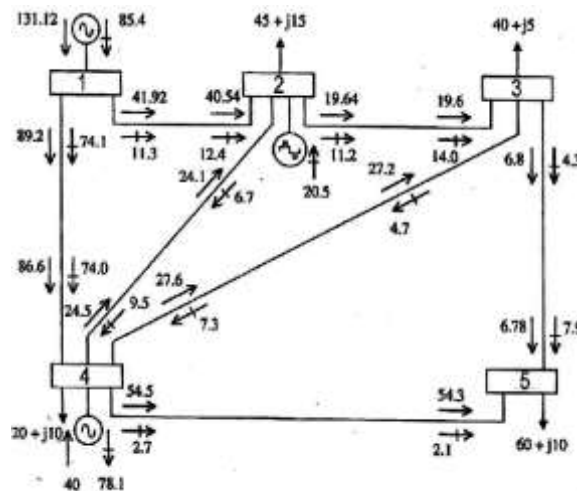 131.12 85.4 45 + j15 40 + j5
1 2 3
41.92 40.54 19.64 19.6
89.2 74.1 11.3 12.4 11.2 14.0
24.1 6.7 20.5 27.2 4.7 6.8
86.6 74.0 24.5 9.5 27.6 7.3 6.78
4 5
54.5 54.3
20 + j10 2.7 2.1 60 + j10
40 78.1